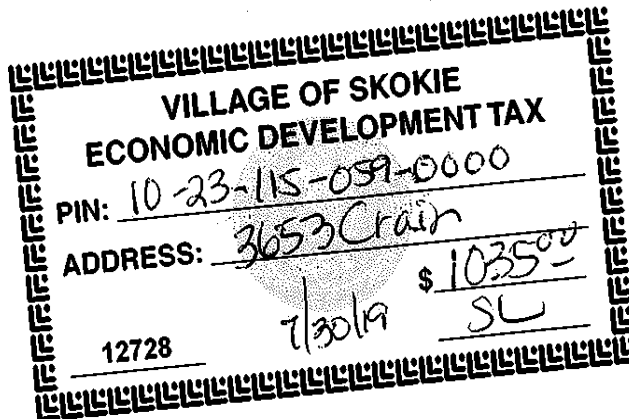 VILLAGE OF SKOKIE
ECONOMIC DEVELOPMENT TAX
PIN: 10-23-115-059-0000
ADDRESS: 3653 Crain
$ 1035.00
12728 7/30/19 SL